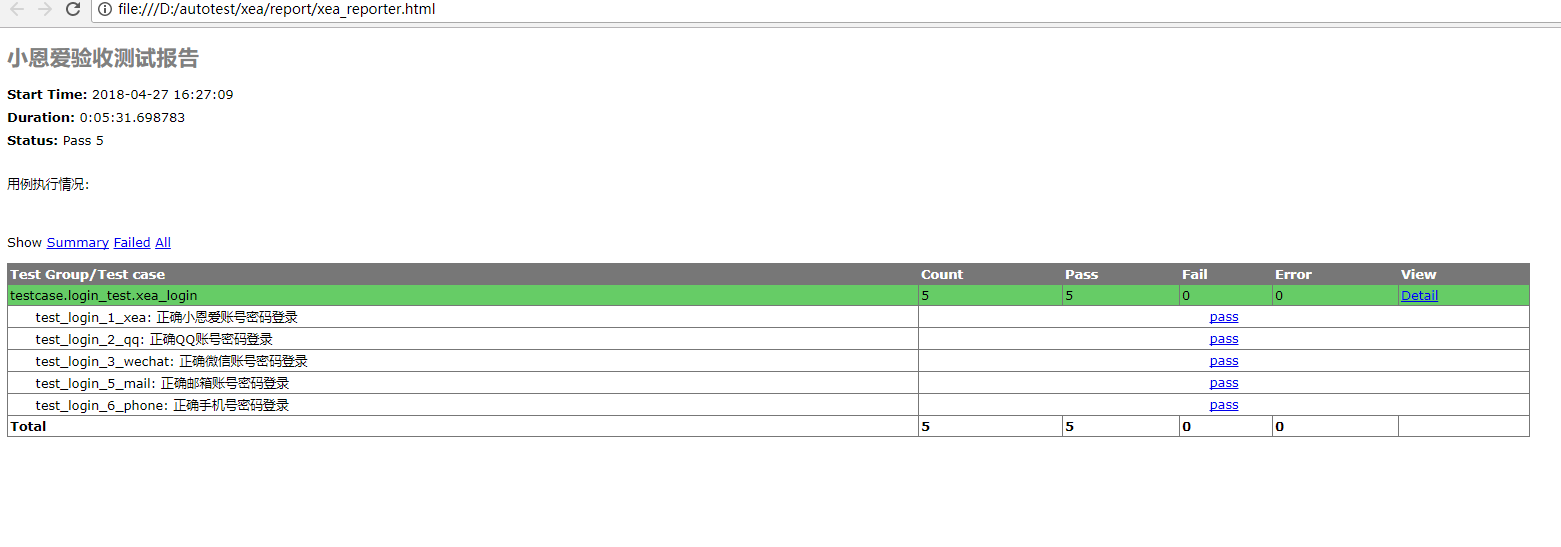 file:///D:/autotest/xea/report/xea_reporter.html
小恩爱验收测试报告
Start Time: 2018-04-27 16:27:09
Duration: 0:05:31.698783
Status: Pass 5
用例执行情况:
Show Summary Failed All
Test Group/Test case Count Pass Fail Error View
testcase.login_test.xea_login 5 5 0 0 Detail
test_login_1_xea: 正确小恩爱账号密码登录 pass
test_login_2_qq: 正确QQ账号密码登录 pass
test_login_3_wechat: 正确微信账号密码登录 pass
test_login_5_mail: 正确邮箱账号密码登录 pass
test_login_6_phone: 正确手机号密码登录 pass
Total 5 5 0 0